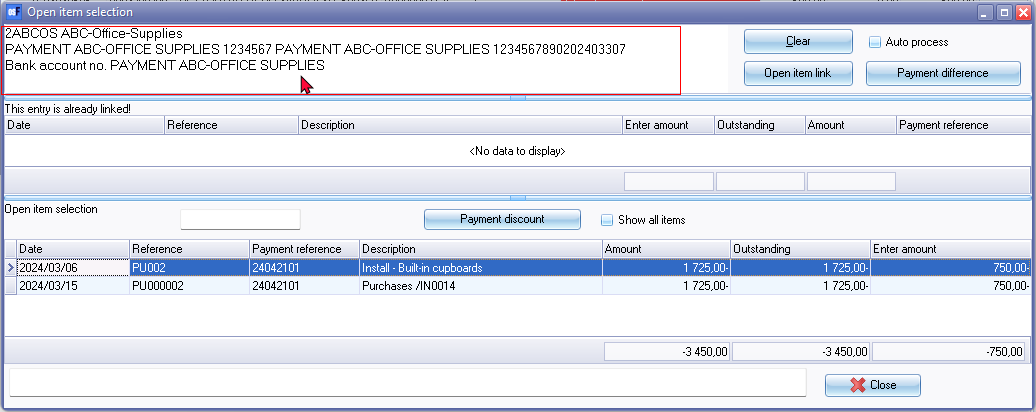 Open item selection
2ABCOS ABC-Office-Supplies
PAYMENT ABC-OFFICE SUPPLIES 1234567 PAYMENT ABC-OFFICE SUPPLIES 1234567890202403307
Bank account no. PAYMENT ABC-OFFICE SUPPLIES
Clear
Auto process
Open item link
Payment difference
This entry is already linked!
Date Reference Description Enter amount Outstanding Amount Payment reference
<No data to display>
Open item selection
Payment discount
Show all items
Date Reference Payment reference Description Amount Outstanding Enter amount
2024/03/06 PU002 24042101 Install - Built-in cupboards 1 725,00- 1 725,00- 750,00-
2024/03/15 PU000002 24042101 Purchases /IN0014 1 725,00- 1 725,00- 750,00-
-3 450,00 -3 450,00 -750,00
Close